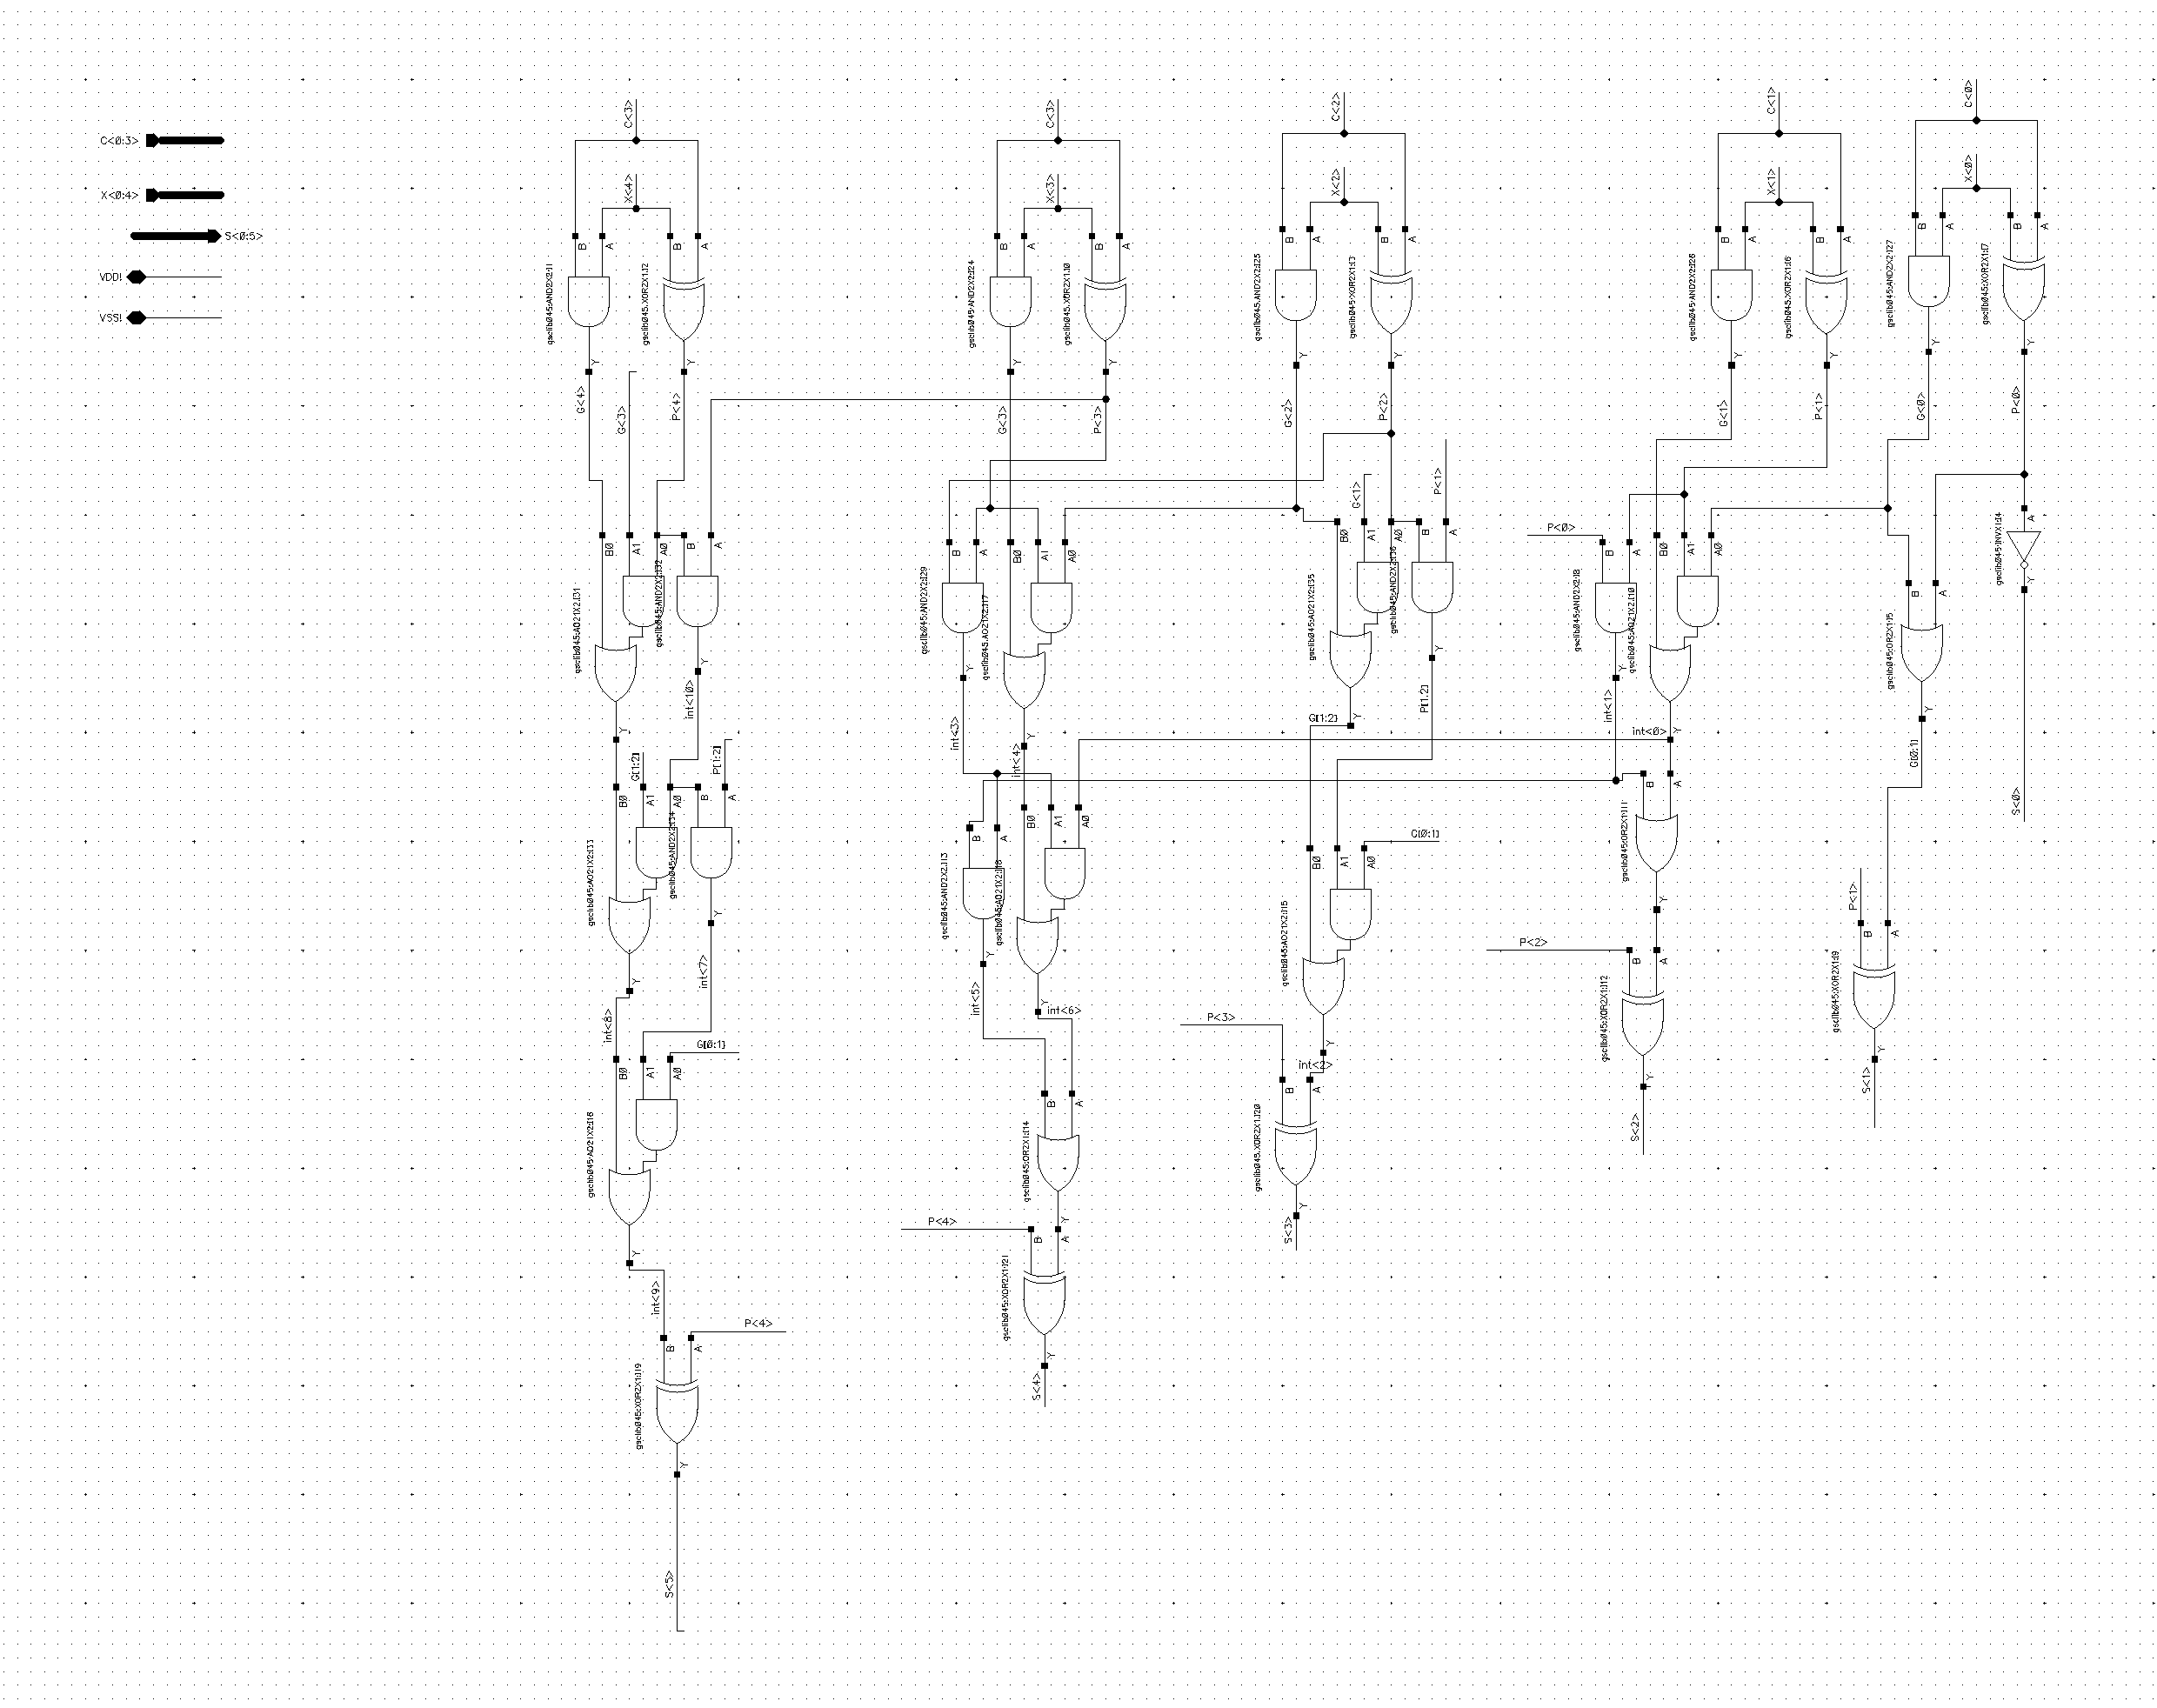 C<0:3>
X<0:4>
S<0:5>
VDD!
VSS!
C<3>
X<4>
B
A
B
A
gsclib045:AND2X2:I1
gsclib045:XOR2X1:I2
Y
Y
G<4>
G<3>
P<4>
B0
A1
A0
B
A
gsclib045:AO21X2:I31
gsclib045:AND2X2:I32
Y
Y
int<10>
G[1:2]
P[1:2]
B0
A1
A0
B
A
gsclib045:AO21X2:I33
gsclib045:AND2X2:I34
Y
Y
int<8>
int<7>
G[0:1]
B0
A1
A0
gsclib045:AO21X2:I16
Y
int<9>
P<4>
B
A
gsclib045:XOR2X1:I19
Y
S<5>
C<3>
X<3>
B
A
B
A
gsclib045:AND2X2:I24
gsclib045:XOR2X1:I0
Y
Y
G<3>
P<3>
B
A
B0
A1
A0
gsclib045:AND2X2:I29
gsclib045:AO21X2:I17
Y
Y
int<3>
int<4>
B
A
B0
A1
A0
gsclib045:AND2X2:I13
gsclib045:AO21X2:I18
Y
Y
int<5>
int<6>
B
A
gsclib045:OR2X1:I14
Y
P<4>
B
A
gsclib045:XOR2X1:I21
Y
S<4>
C<2>
X<2>
B
A
B
A
gsclib045:AND2X2:I25
gsclib045:XOR2X1:I3
Y
Y
G<2>
P<2>
G<1>
P<1>
B0
A1
A0
B
A
gsclib045:AO21X2:I35
gsclib045:AND2X2:I36
Y
Y
G[1:2]
P[1:2]
G[0:1]
B0
A1
A0
gsclib045:AO21X2:I15
Y
int<2>
P<3>
B
A
gsclib045:XOR2X1:I20
Y
S<3>
C<1>
X<1>
B
A
B
A
gsclib045:AND2X2:I26
gsclib045:XOR2X1:I6
Y
Y
G<1>
P<1>
P<0>
B
A
B0
A1
A0
gsclib045:AND2X2:I8
gsclib045:AO21X2:I10
Y
Y
int<1>
int<0>
B
A
gsclib045:OR2X1:I11
Y
P<2>
B
A
gsclib045:XOR2X1:I12
Y
S<2>
C<0>
X<0>
B
A
B
A
gsclib045:AND2X2:I27
gsclib045:XOR2X1:I7
Y
Y
G<0>
P<0>
A
gsclib045:INVX1:I4
Y
B
A
gsclib045:OR2X1:I5
Y
G[0:1]
S<0>
P<1>
B
A
gsclib045:XOR2X1:I9
Y
S<1>